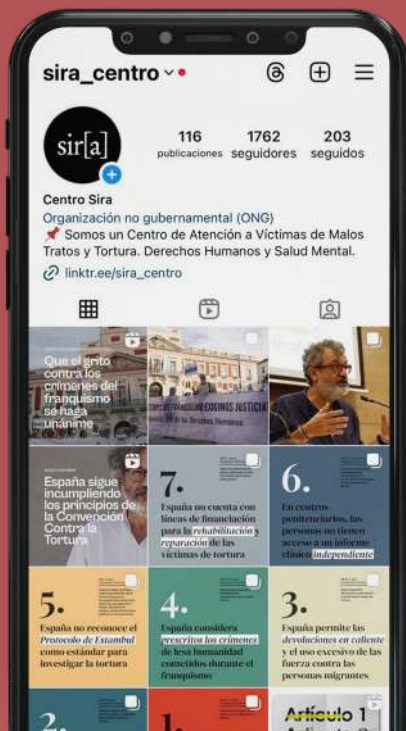 sira_centro
sir[a]
116
1762
203
publicaciones
seguidores
seguidos
Centro Sira
Organización no gubernamental (ONG)
📌 Somos un Centro de Atención a Víctimas de Malos
Tratos y Tortura. Derechos Humanos y Salud Mental.
linktr.ee/sira_centro
Que el grito
contra los
crímenes del
franquismo
se haga
unánime
EXIGIMOS JUSTICIA
España sigue
incumpliendo
los principios de
la Convención
Contra la
Tortura
7.
España no cuenta con
líneas de financiación
para la rehabilitación y
reparación de las
víctimas de tortura
6.
En centros
penitenciarios, las
personas no tienen
acceso a un informe
clínico independiente
5.
España no reconoce el
Protocolo de Estambul
como estándar para
investigar la tortura
4.
España considera
prescritos los crímenes
de lesa humanidad
cometidos durante el
franquismo
3.
España permite las
devoluciones en caliente
y el uso excesivo de las
fuerza contra las
personas migrantes
2.
1.
Artículo 1